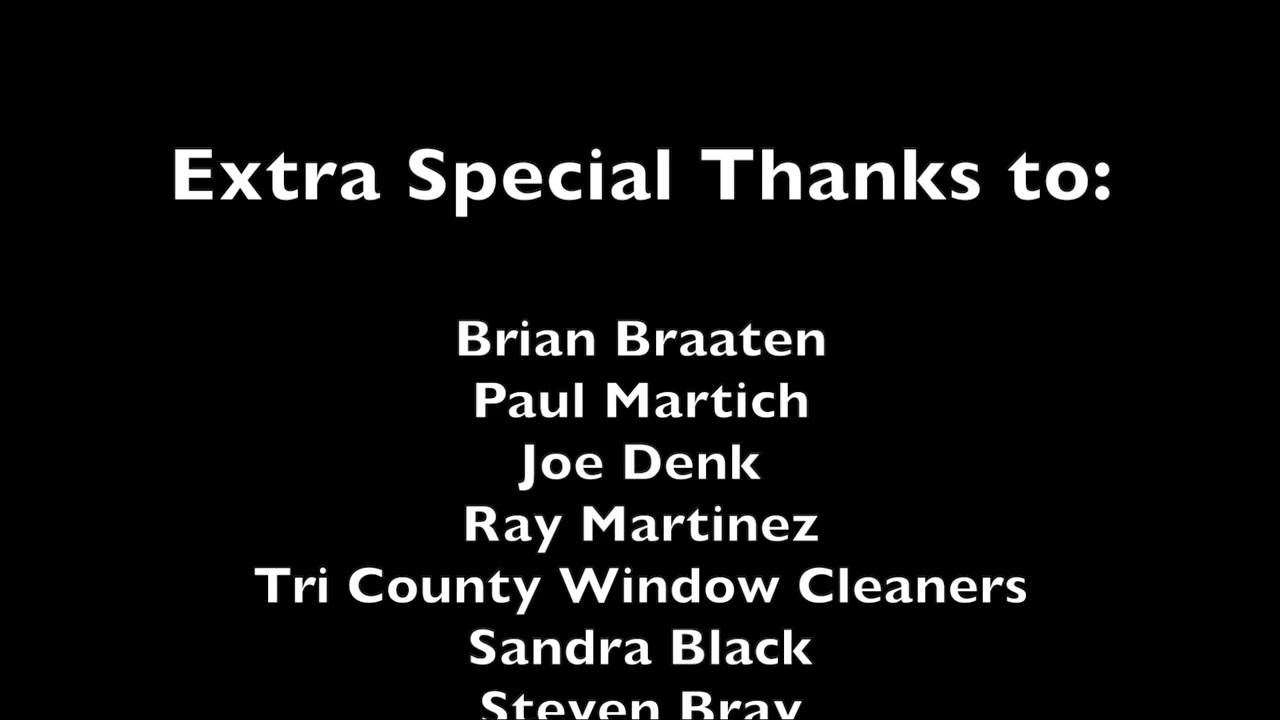 Extra Special Thanks to:
Brian Braaten
Paul Martich
Joe Denk
Ray Martinez
Tri County Window Cleaners
Sandra Black
Steven Bray